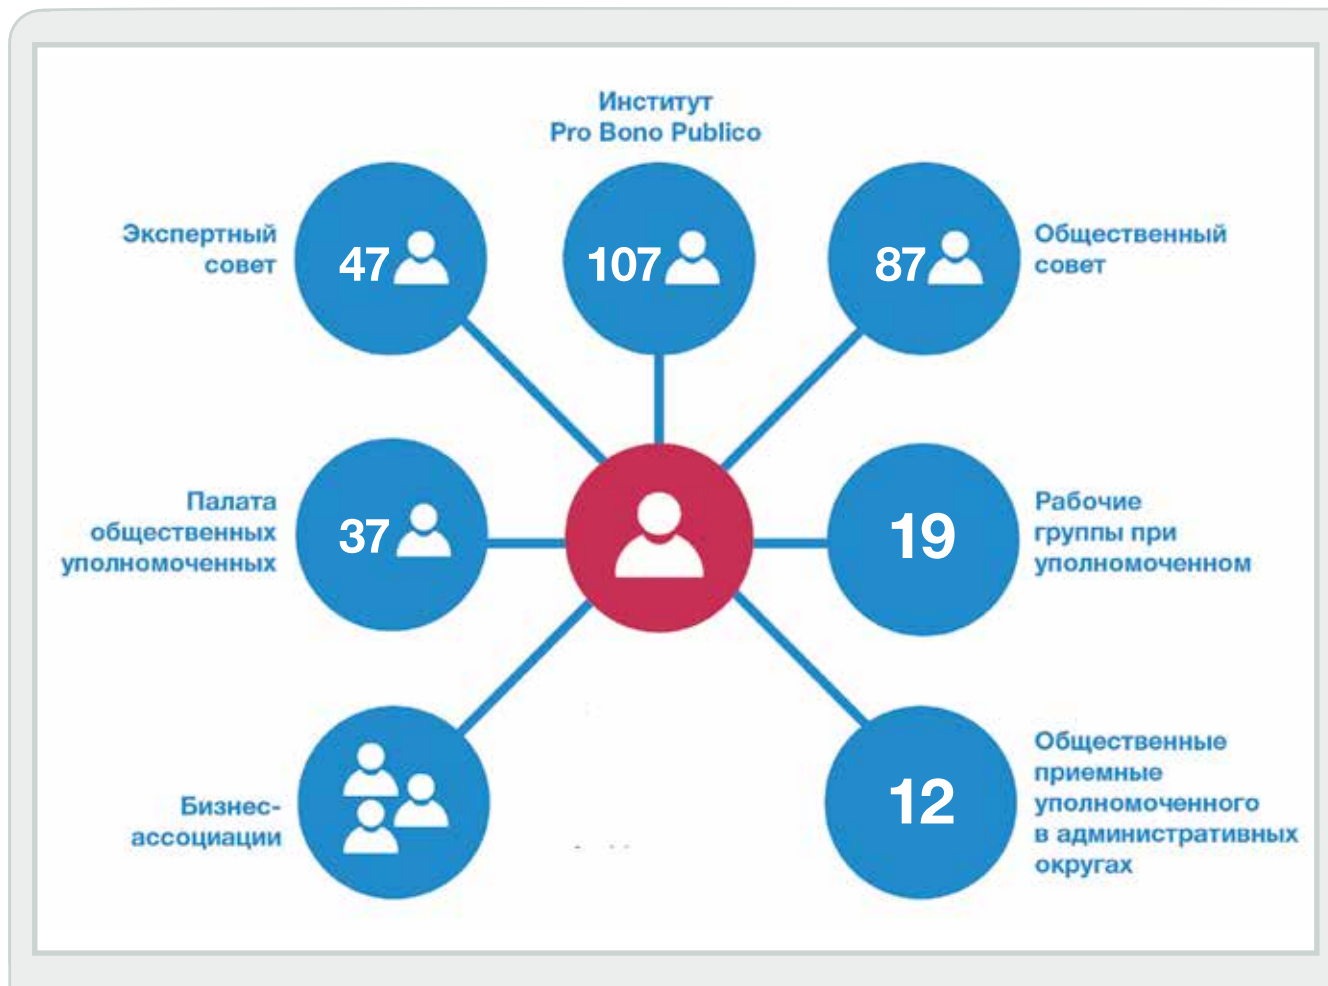 Институт
Pro Bono Publico
Экспертный
совет
47
107
87
Общественный
совет
Палата
общественных
уполномоченных
37
19
Рабочие
группы при
уполномоченном
Бизнес-
ассоциации
12
Общественные
приемные
уполномоченного
в административных
округах